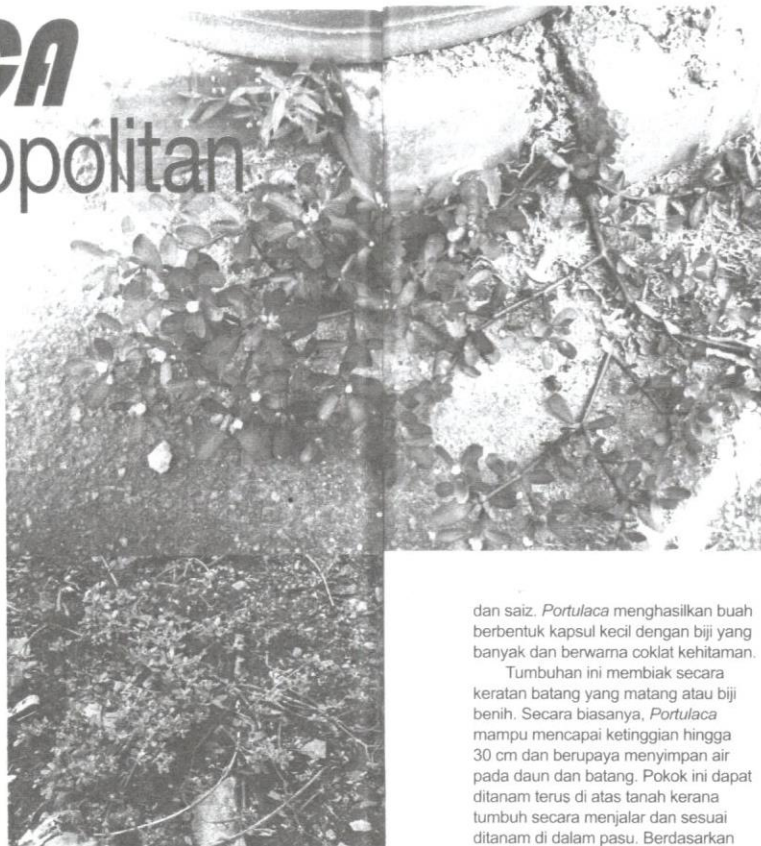 CA
opolitan
dan saiz. Portulaca menghasilkan buah
berbentuk kapsul kecil dengan biji yang
banyak dan berwarna coklat kehitaman.
Tumbuhan ini membiak secara
keratan batang yang matang atau biji
benih. Secara biasanya, Portulaca
mampu mencapai ketinggian hingga
30 cm dan berupaya menyimpan air
pada daun dan batang. Pokok ini dapat
ditanam terus di atas tanah kerana
tumbuh secara menjalar dan sesuai
ditanam di dalam pasu. Berdasarkan